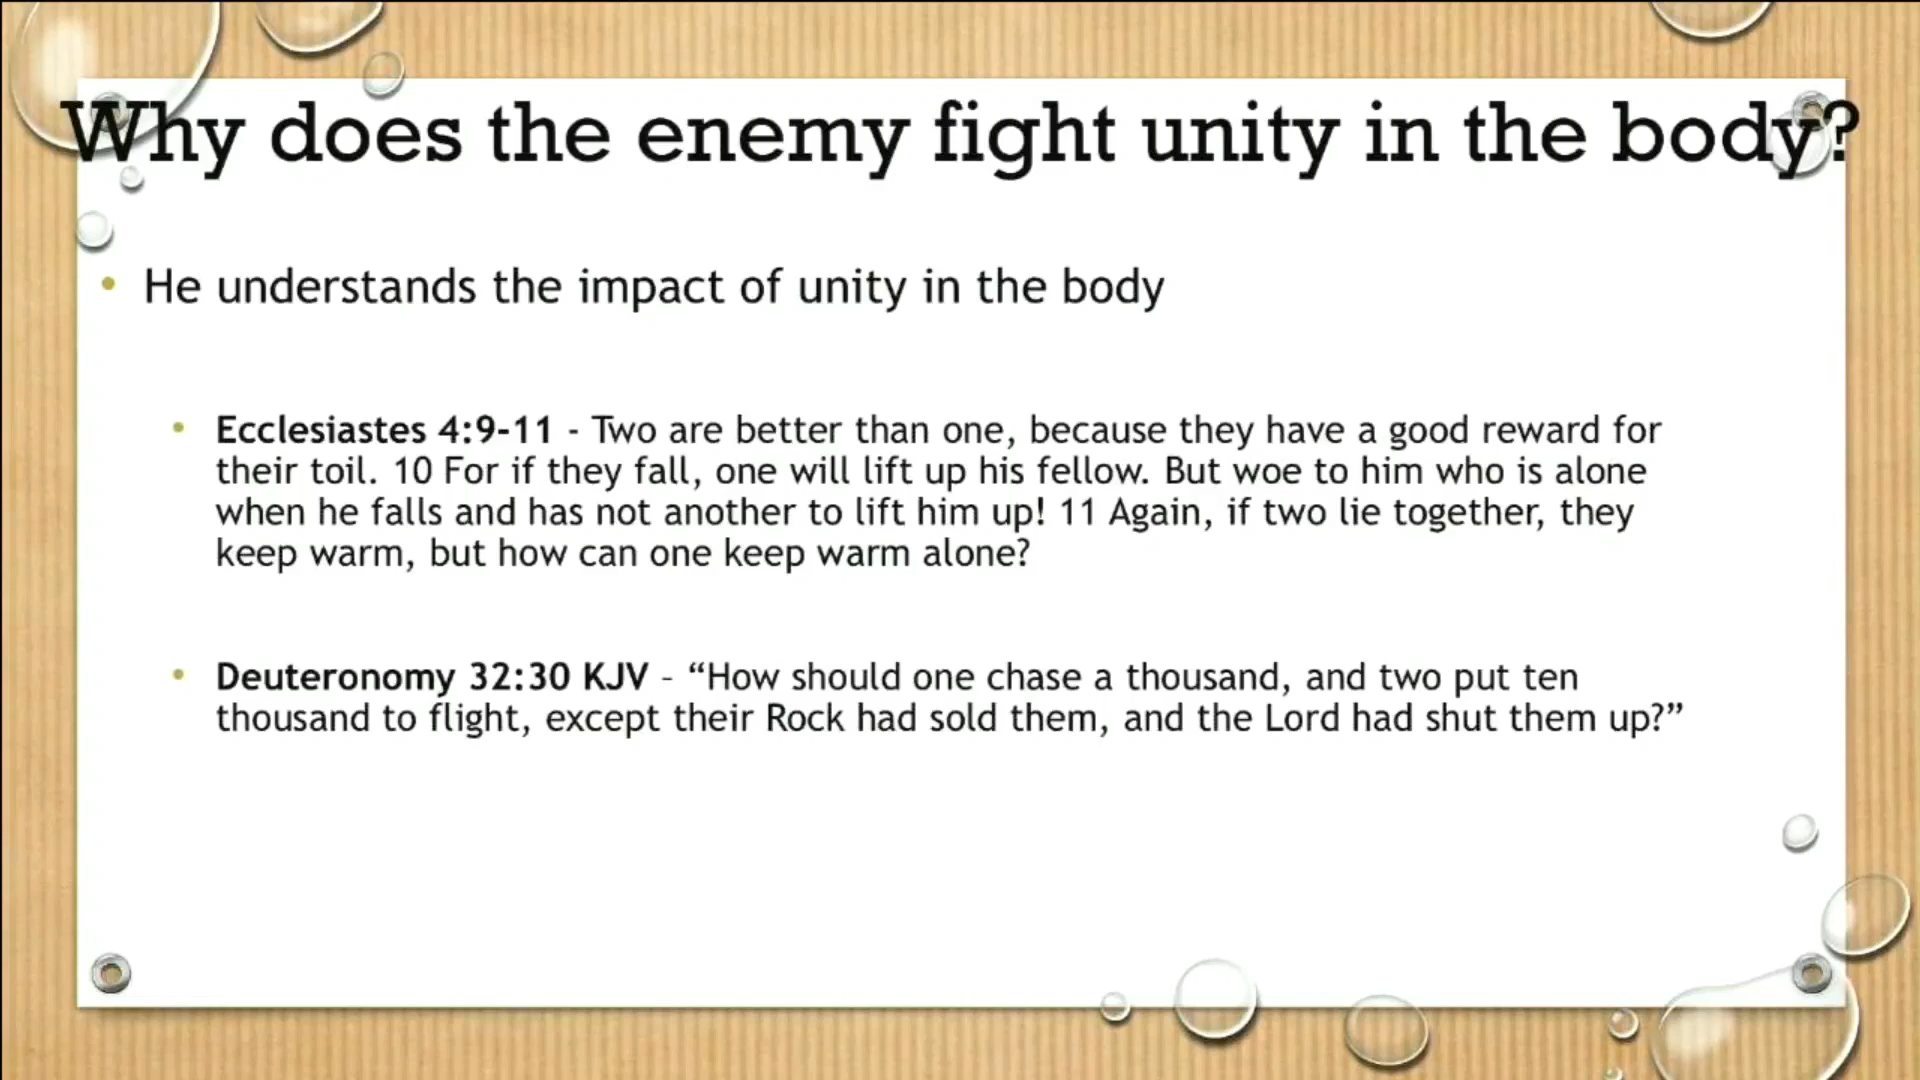 Why does the enemy fight unity in the body?
• He understands the impact of unity in the body
• Ecclesiastes 4:9-11 - Two are better than one, because they have a good reward for
their toil. 10 For if they fall, one will lift up his fellow. But woe to him who is alone
when he falls and has not another to lift him up! 11 Again, if two lie together, they
keep warm, but how can one keep warm alone?
• Deuteronomy 32:30 KJV – “How should one chase a thousand, and two put ten
thousand to flight, except their Rock had sold them, and the Lord had shut them up?”